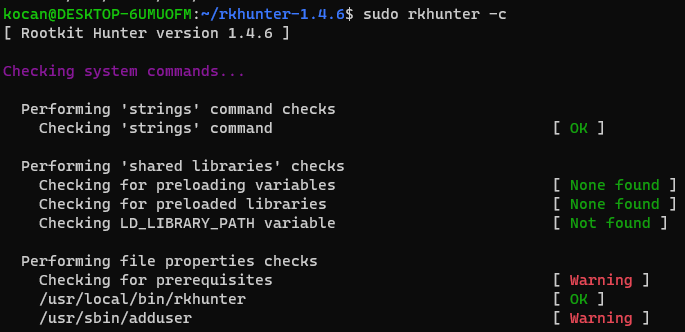 kocan@DESKTOP-6UMUOFM:~/rkhunter-1.4.6$ sudo rkhunter -c
[ Rootkit Hunter version 1.4.6 ]
Checking system commands...
Performing 'strings' command checks
Checking 'strings' command [ OK ]
Performing 'shared libraries' checks
Checking for preloading variables [ None found ]
Checking for preloaded libraries [ None found ]
Checking LD_LIBRARY_PATH variable [ Not found ]
Performing file properties checks
Checking for prerequisites [ Warning ]
/usr/local/bin/rkhunter [ OK ]
/usr/sbin/adduser [ Warning ]